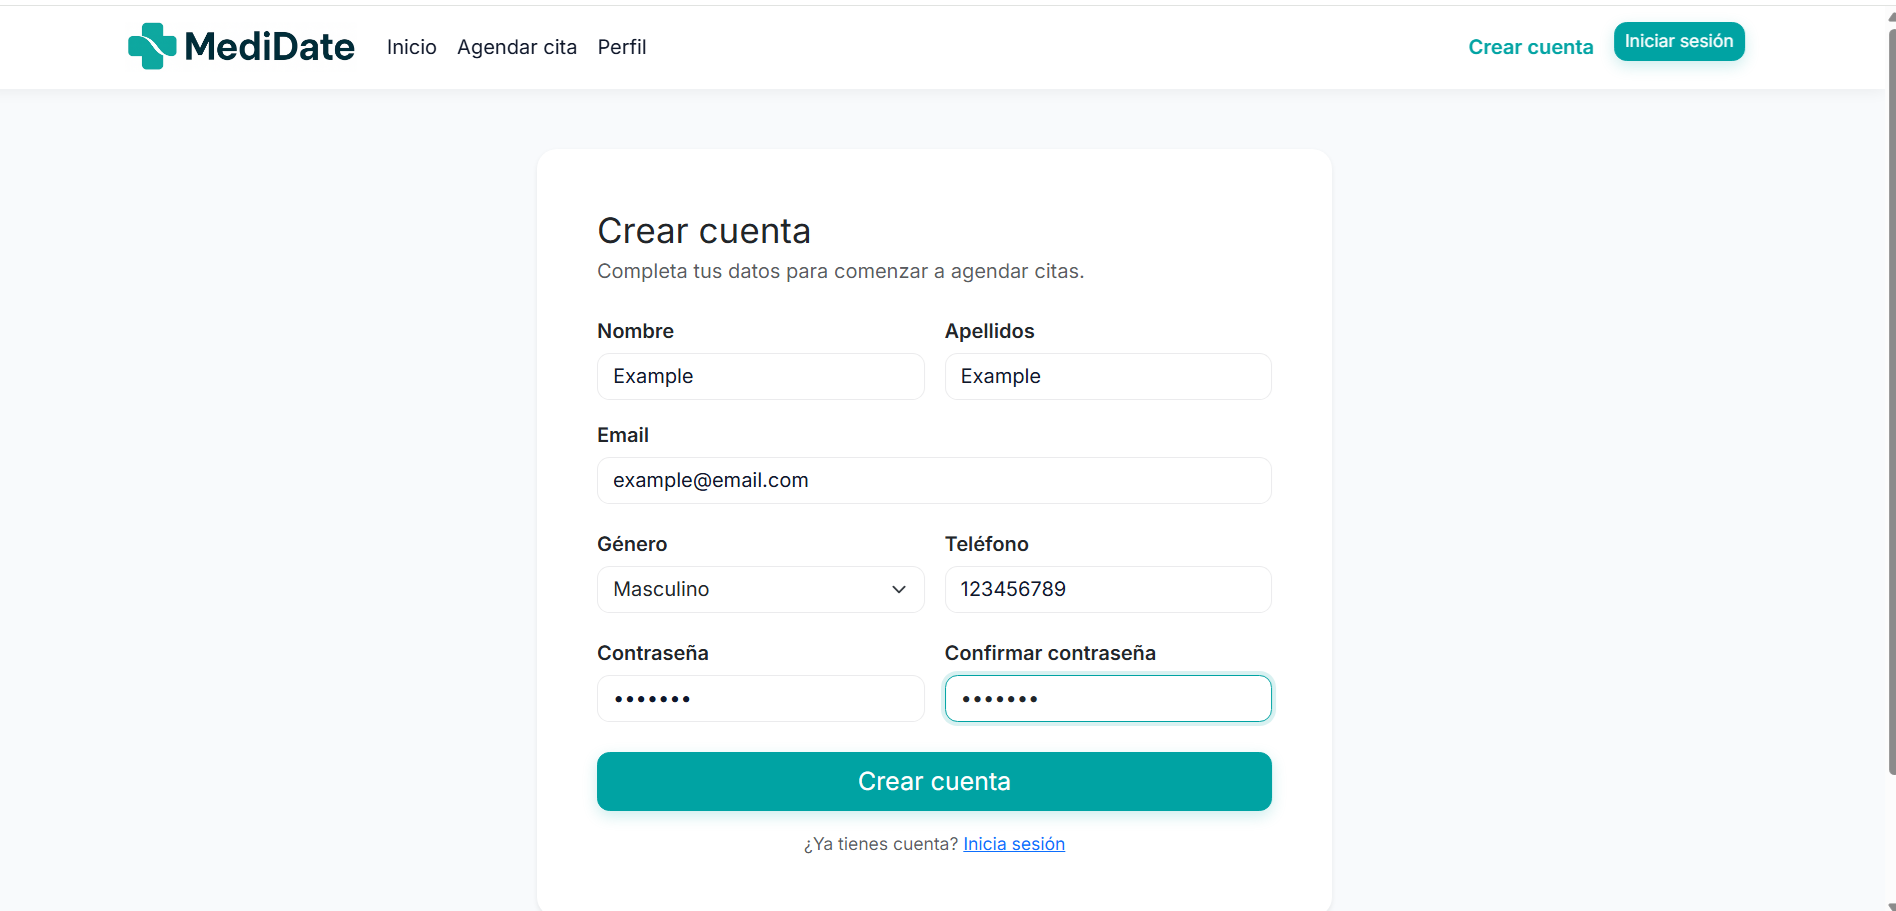 MediDate Inicio Agendar cita Perfil Crear cuenta Iniciar sesión
Crear cuenta
Completa tus datos para comenzar a agendar citas.
Nombre Apellidos
Example Example
Email
example@email.com
Género Teléfono
Masculino 123456789
Contraseña Confirmar contraseña
••••••• •••••••
Crear cuenta
¿Ya tienes cuenta? Inicia sesión